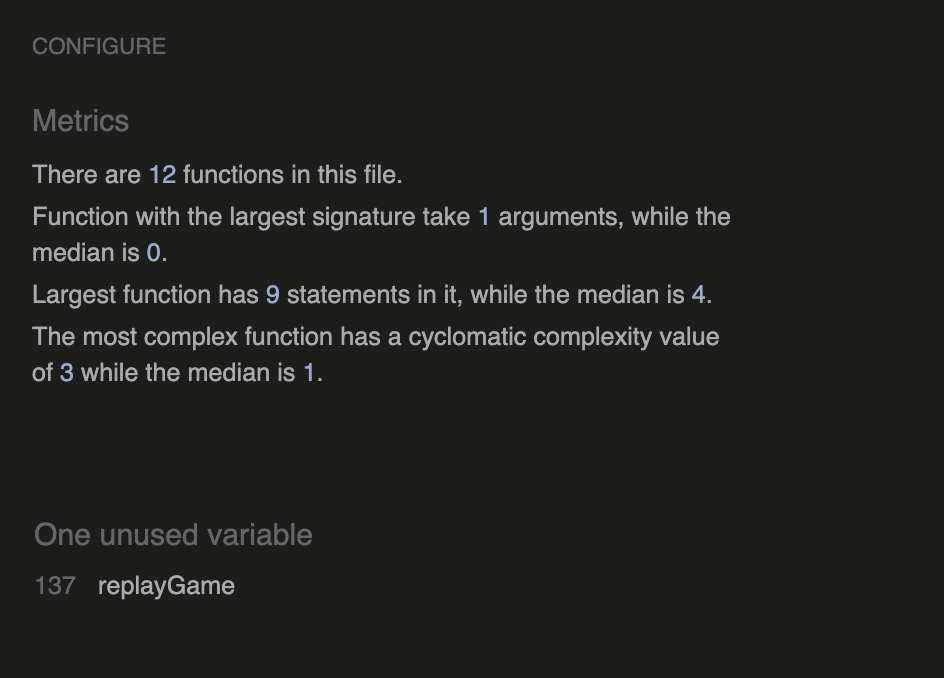 CONFIGURE
Metrics
There are 12 functions in this file.
Function with the largest signature take 1 arguments, while the
median is 0.
Largest function has 9 statements in it, while the median is 4.
The most complex function has a cyclomatic complexity value
of 3 while the median is 1.
One unused variable
137 replayGame